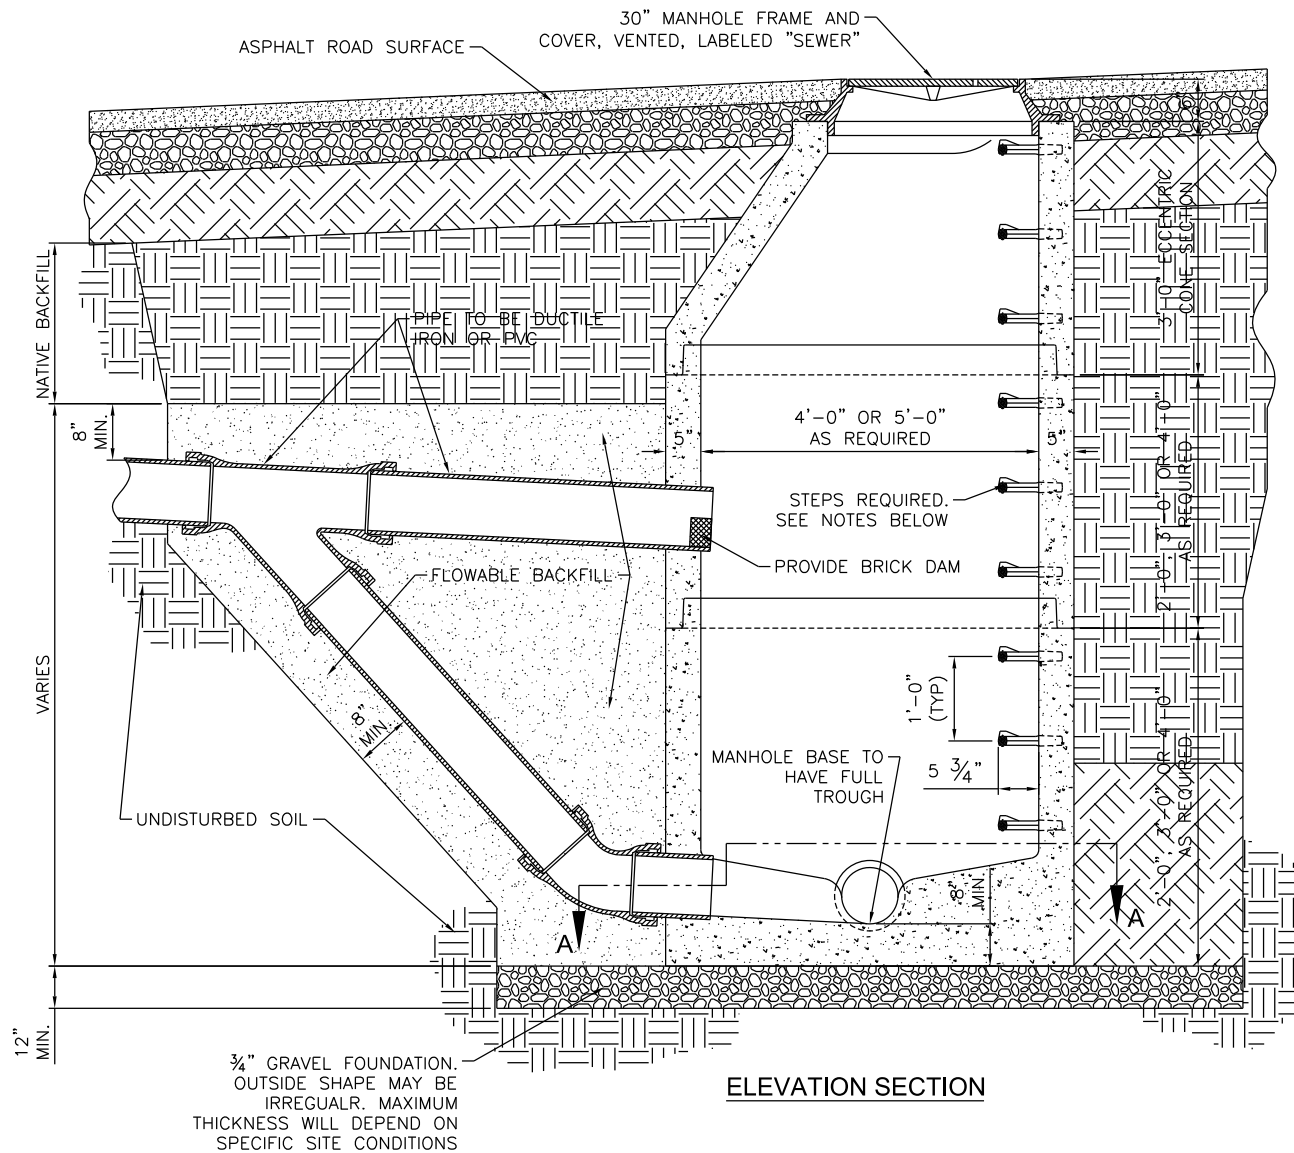 30” MANHOLE FRAME AND
COVER, VENTED, LABELED ”SEWER”
ASPHALT ROAD SURFACE
6”
3’-0” ECCENTRIC
CONE SECTION
NATIVE BACKFILL
PIPE TO BE DUCTILE
IRON OR PVC
8”
MIN.
4’-0” OR 5’-0”
AS REQUIRED
5”
5”
2’-0”, 3’-0” OR 4’-0”
AS REQUIRED
STEPS REQUIRED.
SEE NOTES BELOW
PROVIDE BRICK DAM
FLOWABLE BACKFILL
VARIES
8”
MIN.
1’-0”
(TYP)
5 ¾”
MANHOLE BASE TO
HAVE FULL
TROUGH
2’-0”, 3’-0” OR 4’-0”
AS REQUIRED
UNDISTURBED SOIL
8”
MIN.
A
A
12”
MIN.
¾” GRAVEL FOUNDATION.
OUTSIDE SHAPE MAY BE
IRREGUALR. MAXIMUM
THICKNESS WILL DEPEND ON
SPECIFIC SITE CONDITIONS
ELEVATION SECTION